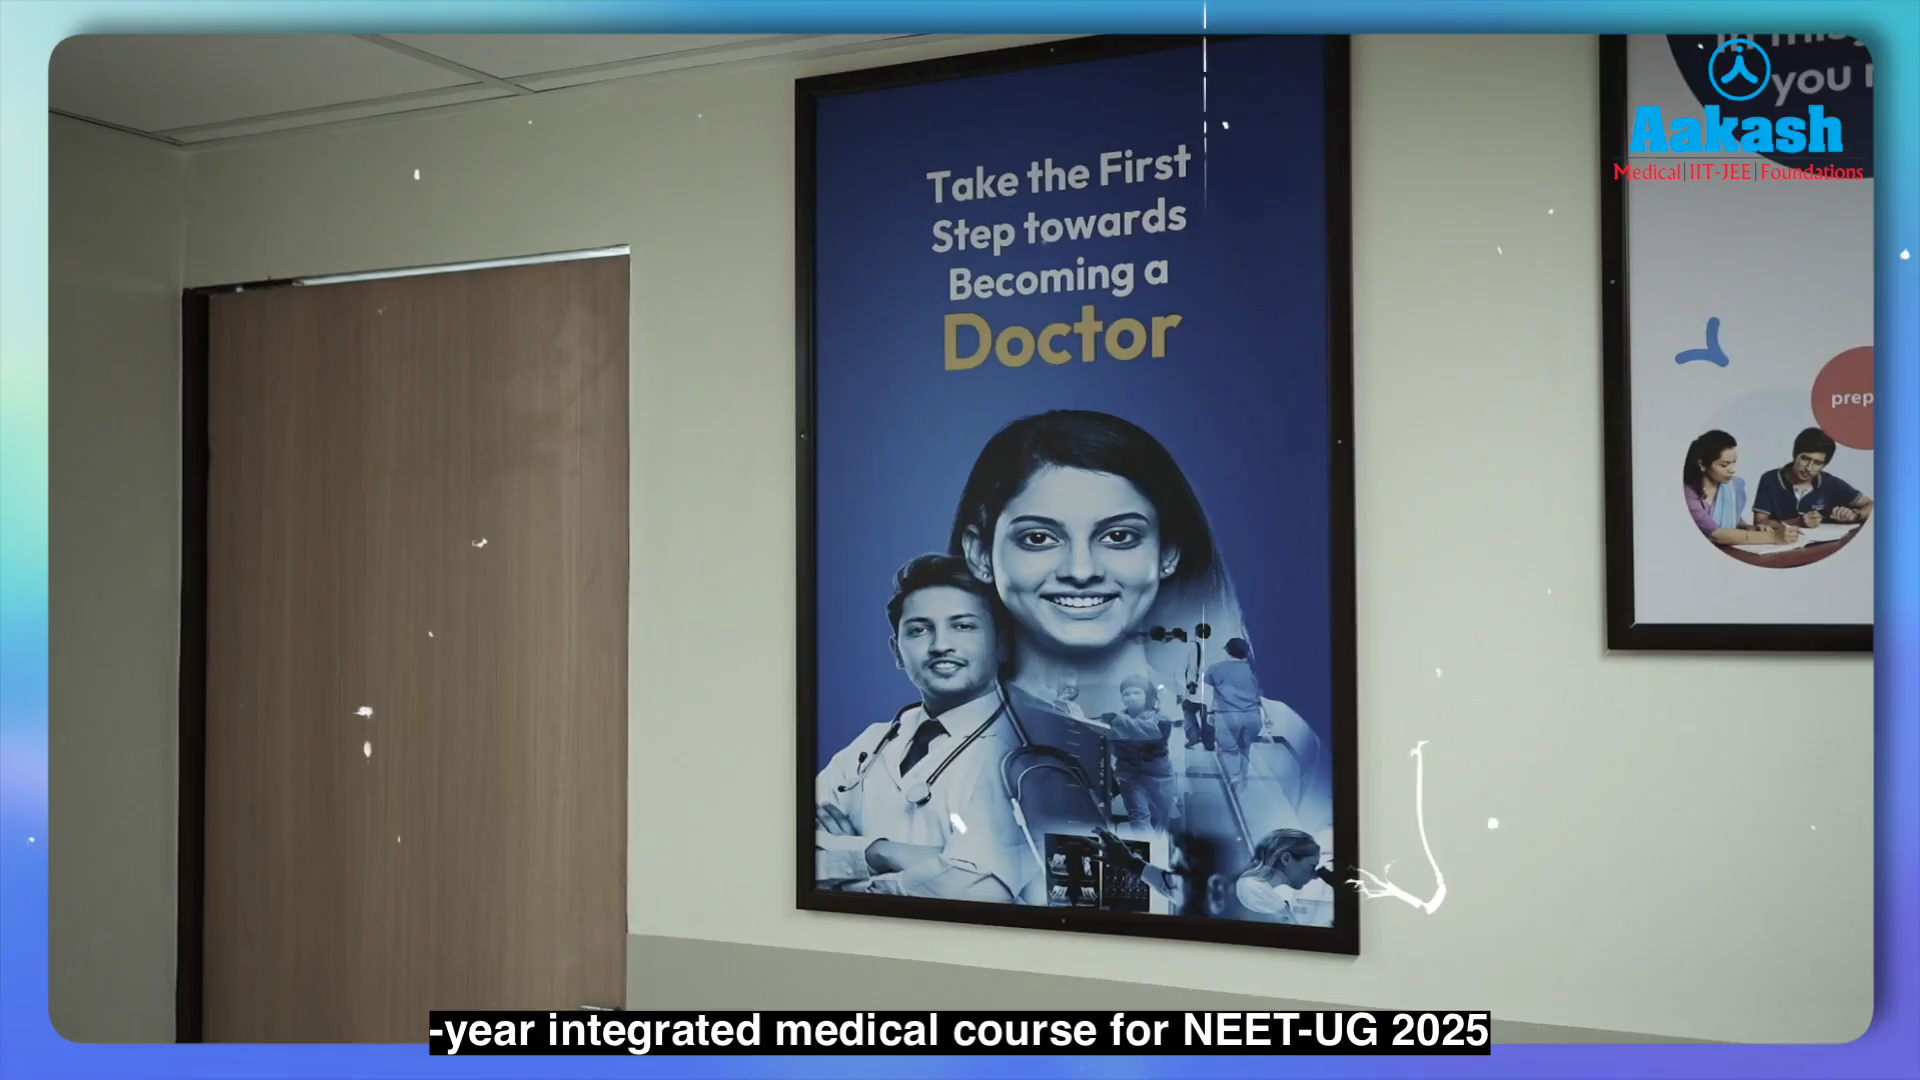 Take the First
Step towards
Becoming a
Doctor
you
Aakash
Medical|IIT-JEE|Foundations
prep
-year integrated medical course for NEET-UG 2025